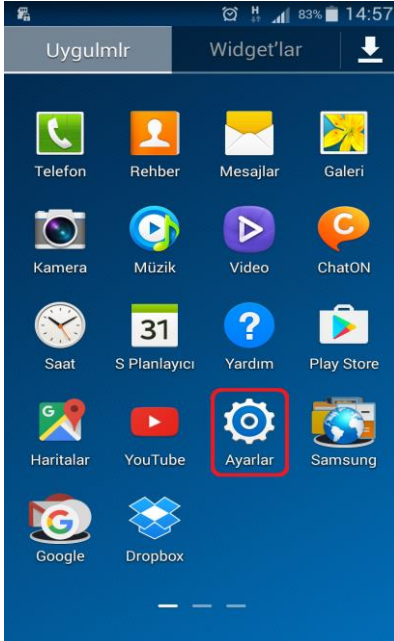 H 83% 14:57
Uygulmlr Widget'lar
Telefon Rehber Mesajlar Galeri
C
Kamera Müzik Video ChatON
31 ?
Saat S Planlayıcı Yardım Play Store
G
Haritalar YouTube Ayarlar Samsung
G
Google Dropbox